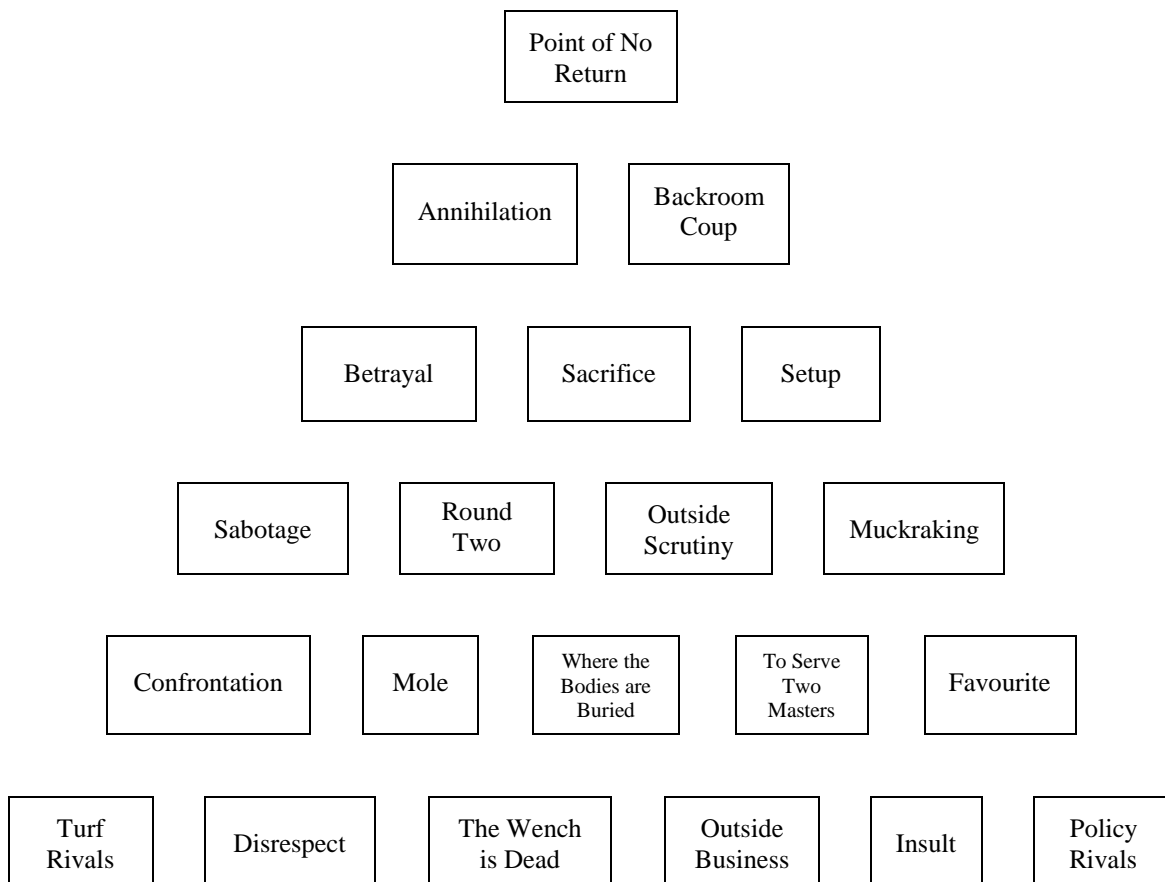 Point of No
Return
Annihilation
Backroom
Coup
Betrayal
Sacrifice
Setup
Sabotage
Round
Two
Outside
Scrutiny
Muckraking
Confrontation
Mole
Where the
Bodies are
Buried
To Serve
Two
Masters
Favourite
Turf
Rivals
Disrespect
The Wench
is Dead
Outside
Business
Insult
Policy
Rivals